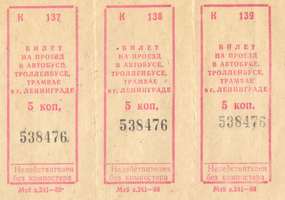 К 137
БИЛЕТ
НА ПРОЕЗД
В АВТОБУСЕ,
ТРОЛЛЕЙБУСЕ,
ТРАМВАЕ
в г. ЛЕНИНГРАДЕ
5 коп.
538476
Недействителен
без компостера
К 138
БИЛЕТ
НА ПРОЕЗД
В АВТОБУСЕ,
ТРОЛЛЕЙБУСЕ,
ТРАМВАЕ
в г. ЛЕНИНГРАДЕ
5 коп.
538476
Недействителен
без компостера
К 139
БИЛЕТ
НА ПРОЕЗД
В АВТОБУСЕ,
ТРОЛЛЕЙБУСЕ,
ТРАМВАЕ
в г. ЛЕНИНГРАДЕ
5 коп.
538476
Недействителен
без компостера